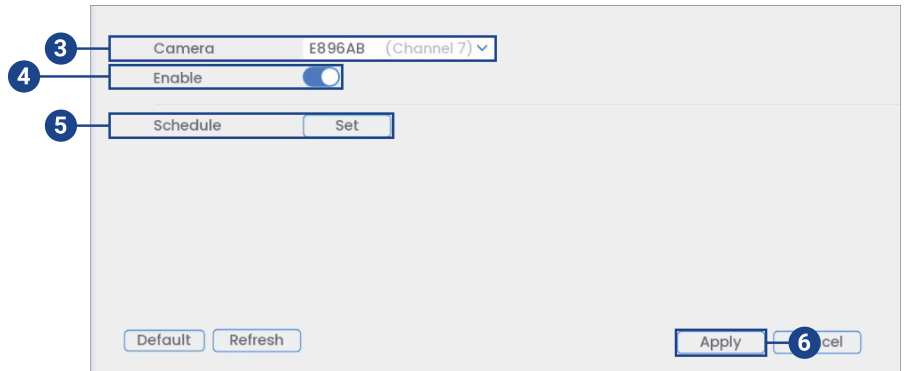 3 Camera E896AB (Channel 7)
4 Enable
5 Schedule Set
Default Refresh Apply 6 cel